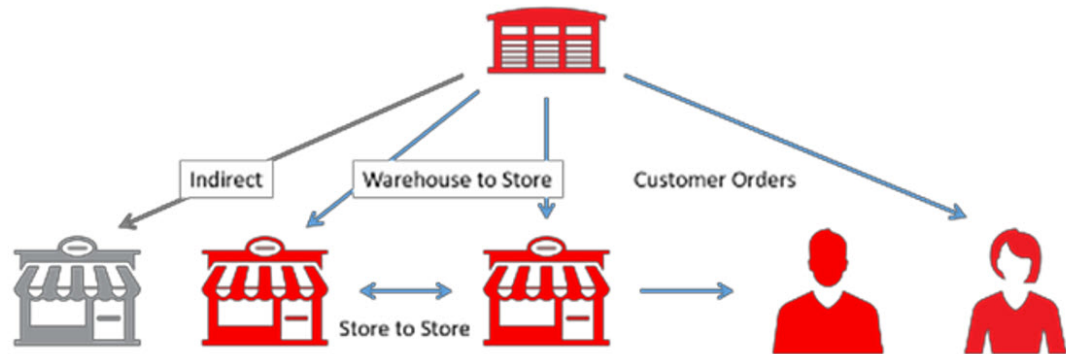 Indirect
Warehouse to Store
Customer Orders
Store to Store